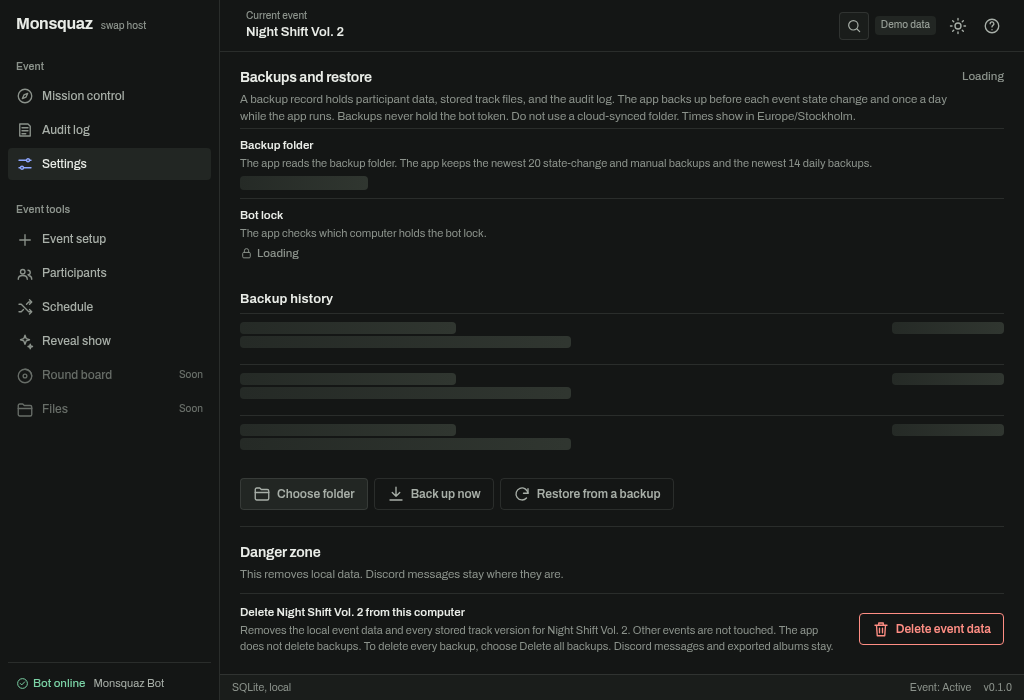 Monsquaz swap host
Event
Mission control
Audit log
Settings
Event tools
Event setup
Participants
Schedule
Reveal show
Round board Soon
Files Soon
Bot online Monsquaz Bot
Current event
Night Shift Vol. 2
Demo data
Backups and restore Loading
A backup record holds participant data, stored track files, and the audit log. The app backs up before each event state change and once a day
while the app runs. Backups never hold the bot token. Do not use a cloud-synced folder. Times show in Europe/Stockholm.
Backup folder
The app reads the backup folder. The app keeps the newest 20 state-change and manual backups and the newest 14 daily backups.
Bot lock
The app checks which computer holds the bot lock.
Loading
Backup history
Choose folder Back up now Restore from a backup
Danger zone
This removes local data. Discord messages stay where they are.
Delete Night Shift Vol. 2 from this computer
Removes the local event data and every stored track version for Night Shift Vol. 2. Other events are not touched. The app
does not delete backups. To delete every backup, choose Delete all backups. Discord messages and exported albums stay.
Delete event data
SQLite, local Event: Active v0.1.0